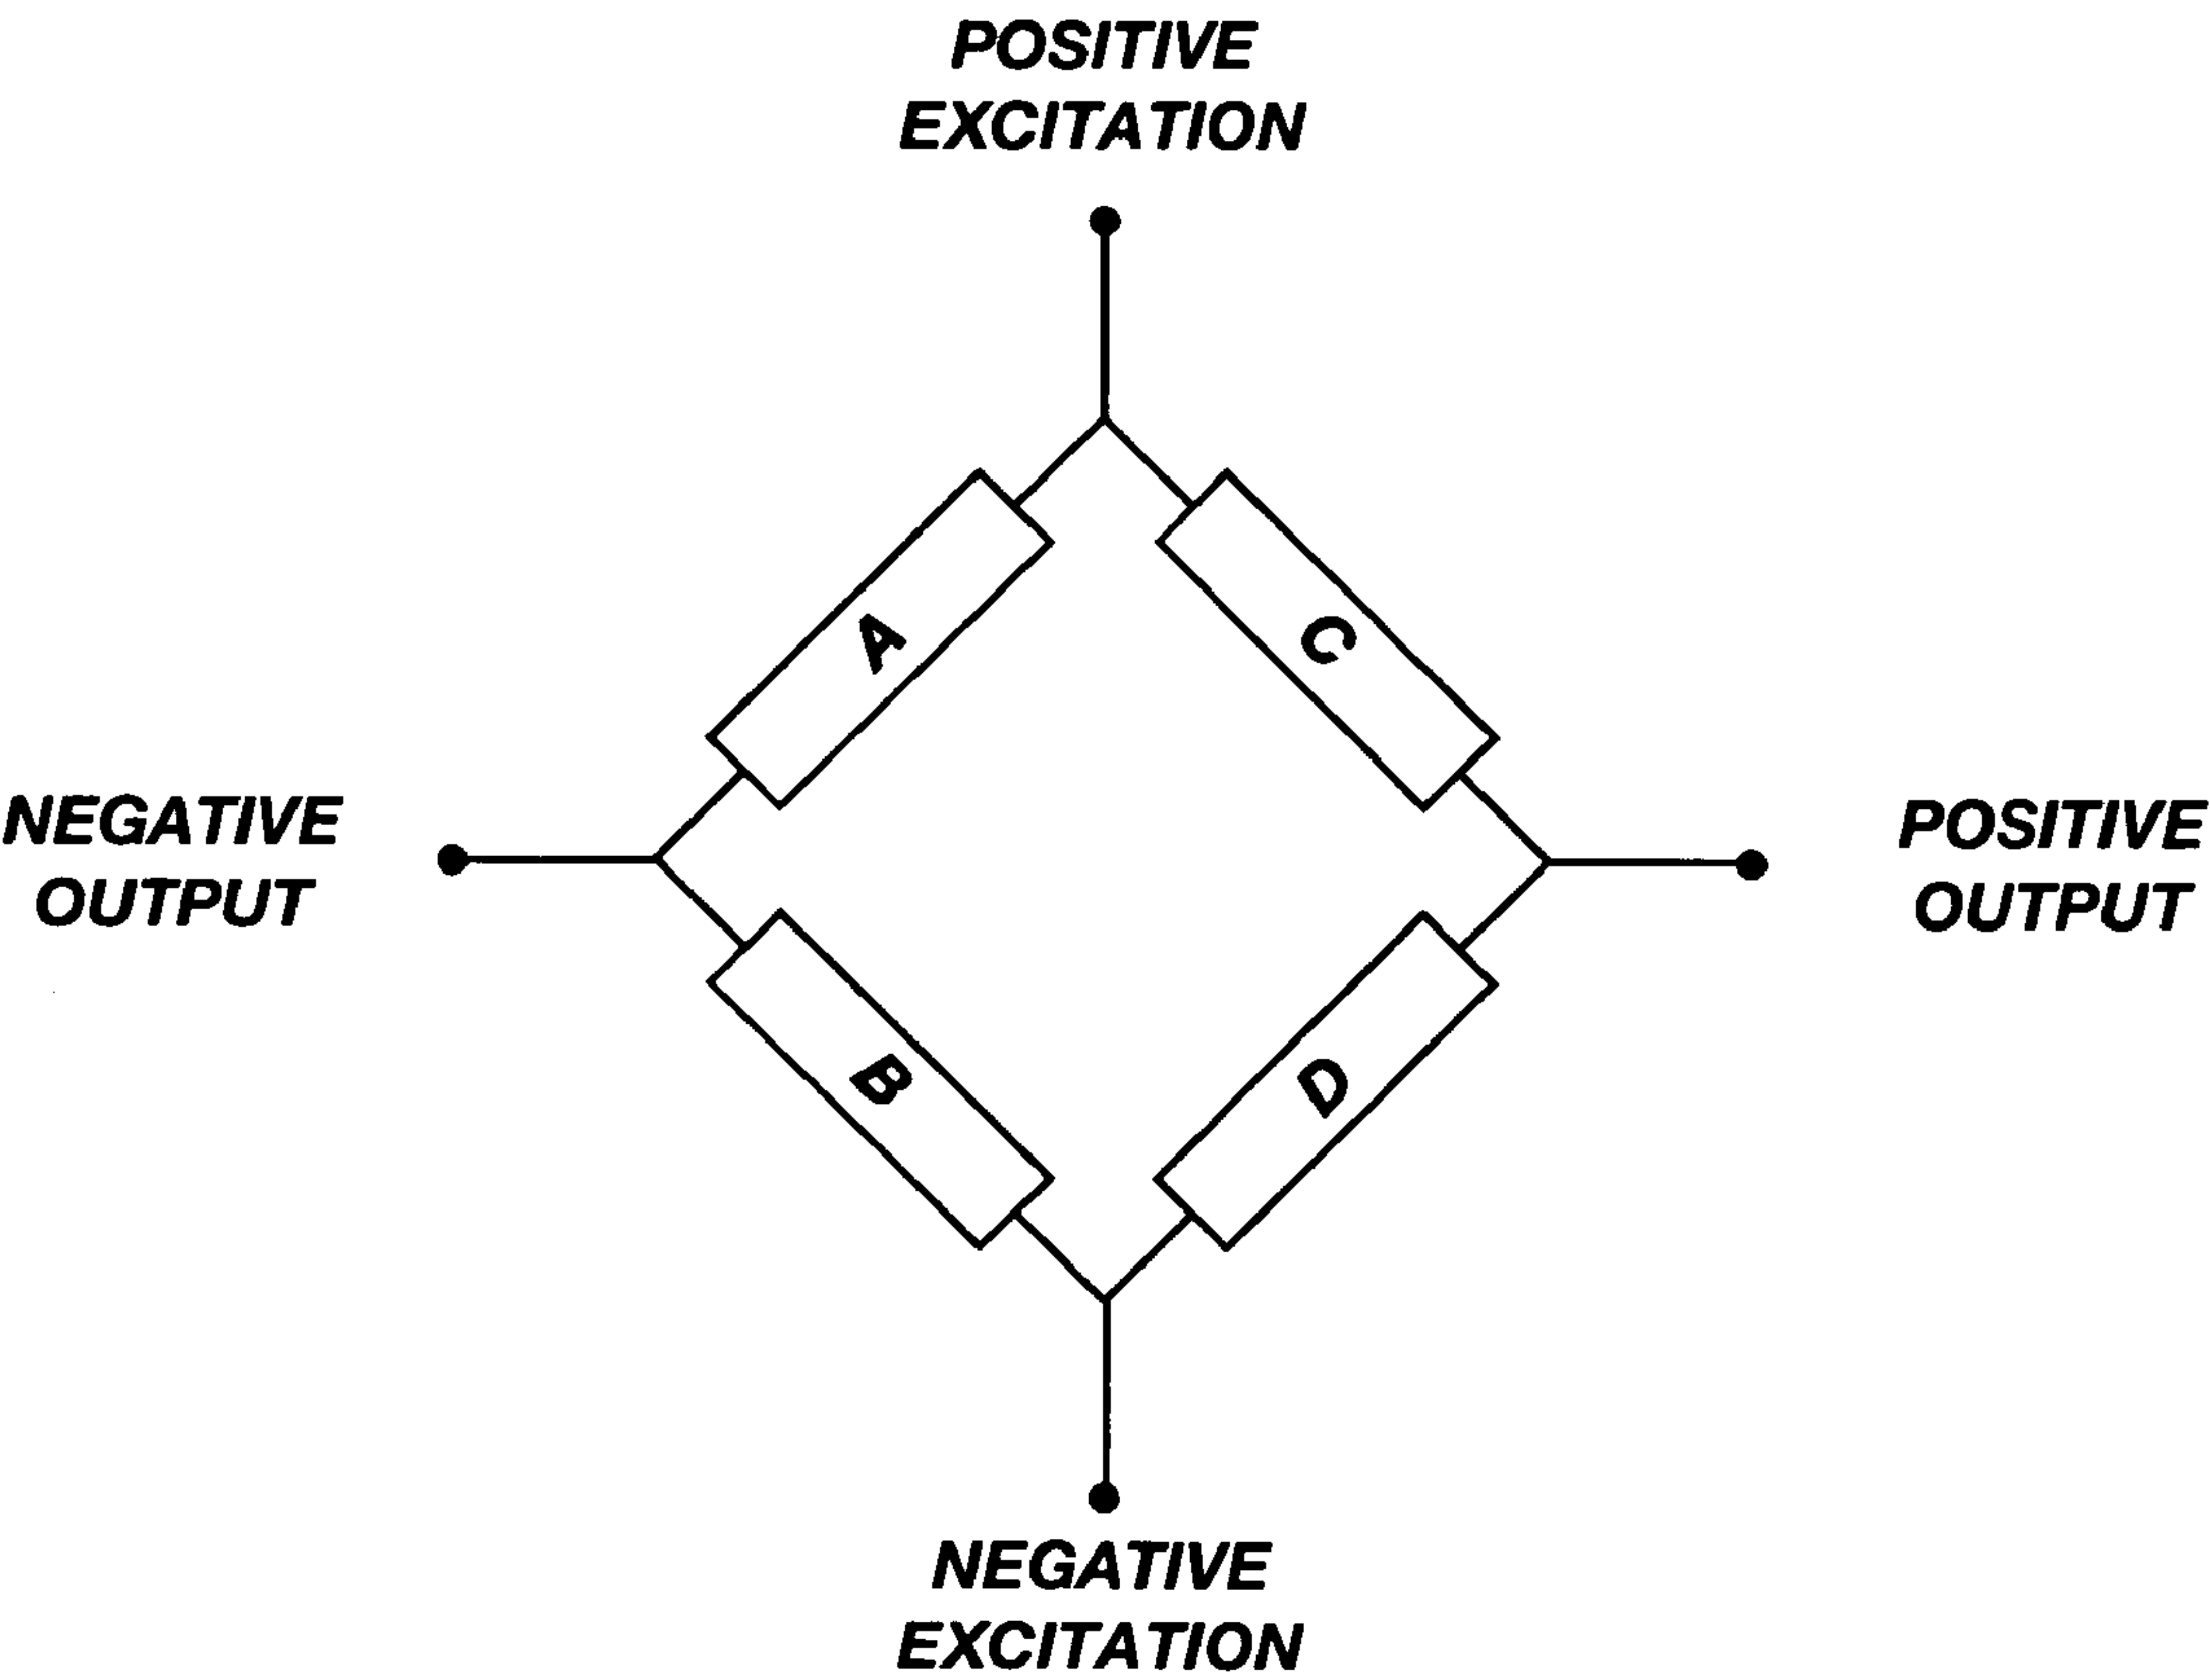 POSITIVE
EXCITATION
A
C
NEGATIVE
OUTPUT
POSITIVE
OUTPUT
B
D
NEGATIVE
EXCITATION